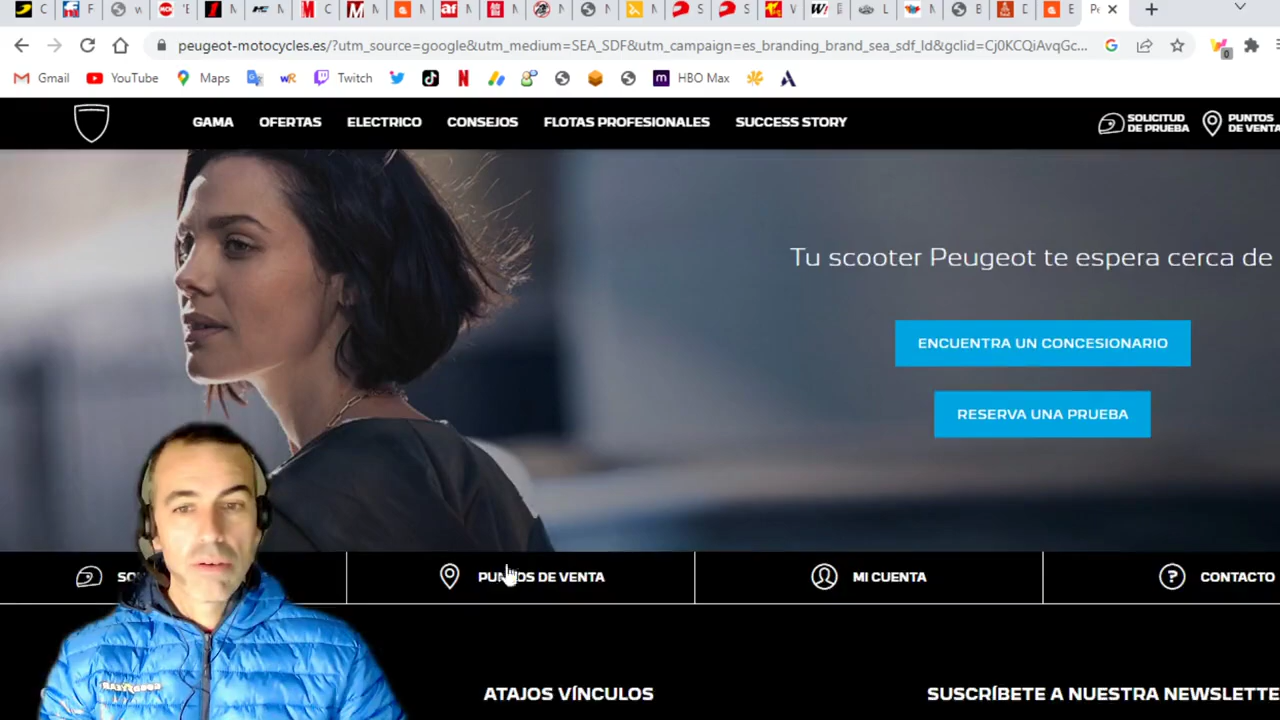 peugeot-motocycles.es/?utm_source=google&utm_medium=SEA_SDF&utm_campaign=es_branding_brand_sea_sdf_ld&gclid=Cj0KCQiAvqGc...
Gmail YouTube Maps Twitch HBO Max
GAMA OFERTAS ELECTRICO CONSEJOS FLOTAS PROFESIONALES SUCCESS STORY
SOLICITUD
DE PRUEBA
PUNTOS
DE VENTA
Tu scooter Peugeot te espera cerca de
ENCUENTRA UN CONCESIONARIO
RESERVA UNA PRUEBA
PUNTOS DE VENTA MI CUENTA CONTACTO
ATAJOS VÍNCULOS
SUSCRÍBETE A NUESTRA NEWSLETTE
GOODYEAR